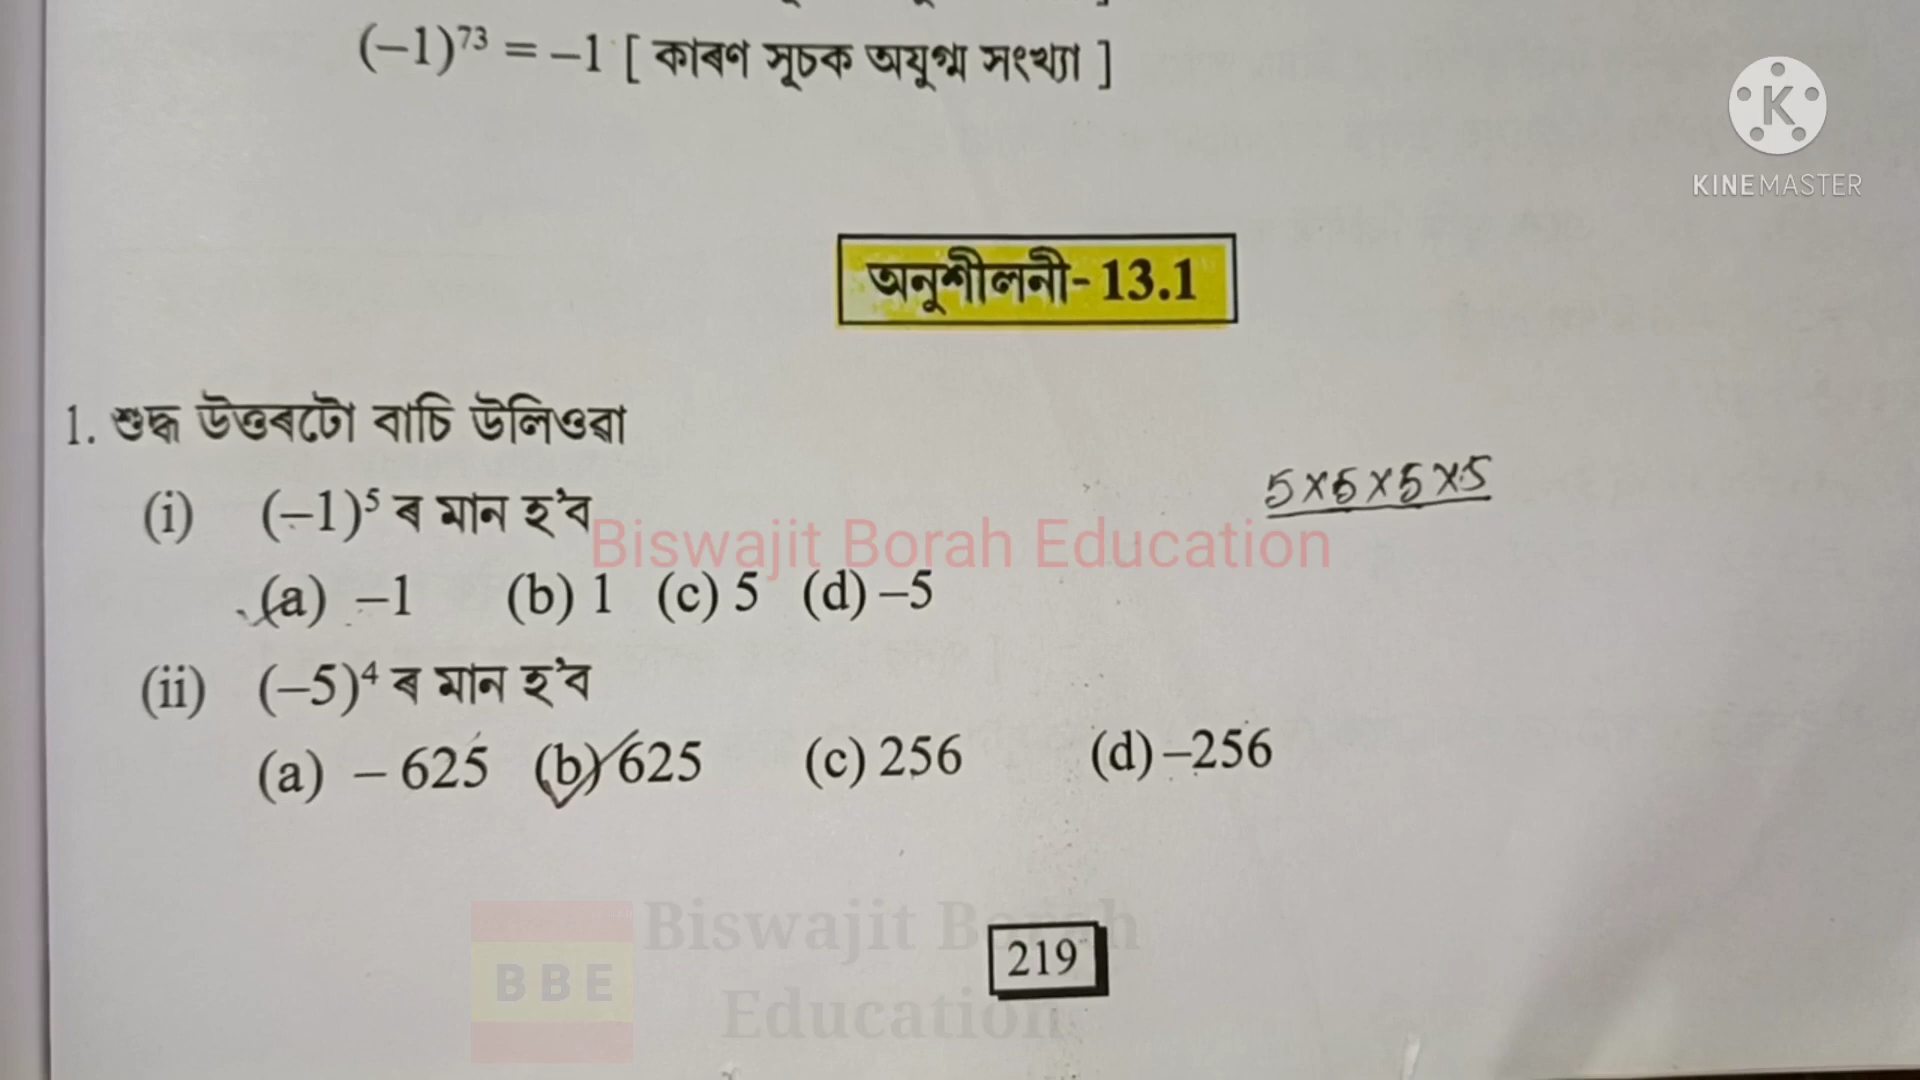 (−1)⁷³ = −1 [ কাৰণ সূচক অযুগ্ম সংখ্যা ]
KINEMASTER
অনুশীলনী- 13.1
1. শুদ্ধ উত্তৰটো বাচি উলিওৱা
5×5×5×5
(i) (−1)⁵ ৰ মান হ’ব
Biswajit Borah Education
(a) −1 (b) 1 (c) 5 (d) −5
(ii) (−5)⁴ ৰ মান হ’ব
(a) − 625 (b) 625 (c) 256 (d) −256
Biswajit Borah
Education
BBE
219